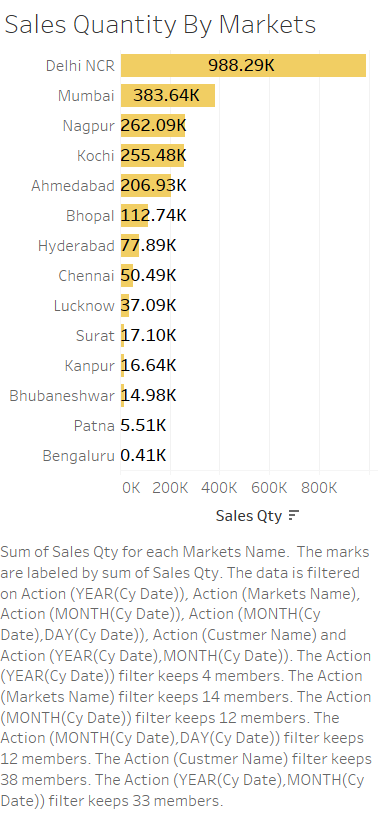 Sales Quantity By Markets
Delhi NCR 988.29K
Mumbai 383.64K
Nagpur 262.09K
Kochi 255.48K
Ahmedabad 206.93K
Bhopal 112.74K
Hyderabad 77.89K
Chennai 50.49K
Lucknow 37.09K
Surat 17.10K
Kanpur 16.64K
Bhubaneshwar 14.98K
Patna 5.51K
Bengaluru 0.41K
0K 200K 400K 600K 800K
Sales Qty
Sum of Sales Qty for each Markets Name. The marks
are labeled by sum of Sales Qty. The data is filtered
on Action (YEAR(Cy Date)), Action (Markets Name),
Action (MONTH(Cy Date)), Action (MONTH(Cy
Date),DAY(Cy Date)), Action (Custmer Name) and
Action (YEAR(Cy Date),MONTH(Cy Date)). The Action
(YEAR(Cy Date)) filter keeps 4 members. The Action
(Markets Name) filter keeps 14 members. The Action
(MONTH(Cy Date)) filter keeps 12 members. The
Action (MONTH(Cy Date),DAY(Cy Date)) filter keeps
12 members. The Action (Custmer Name) filter keeps
38 members. The Action (YEAR(Cy Date),MONTH(Cy
Date)) filter keeps 33 members.